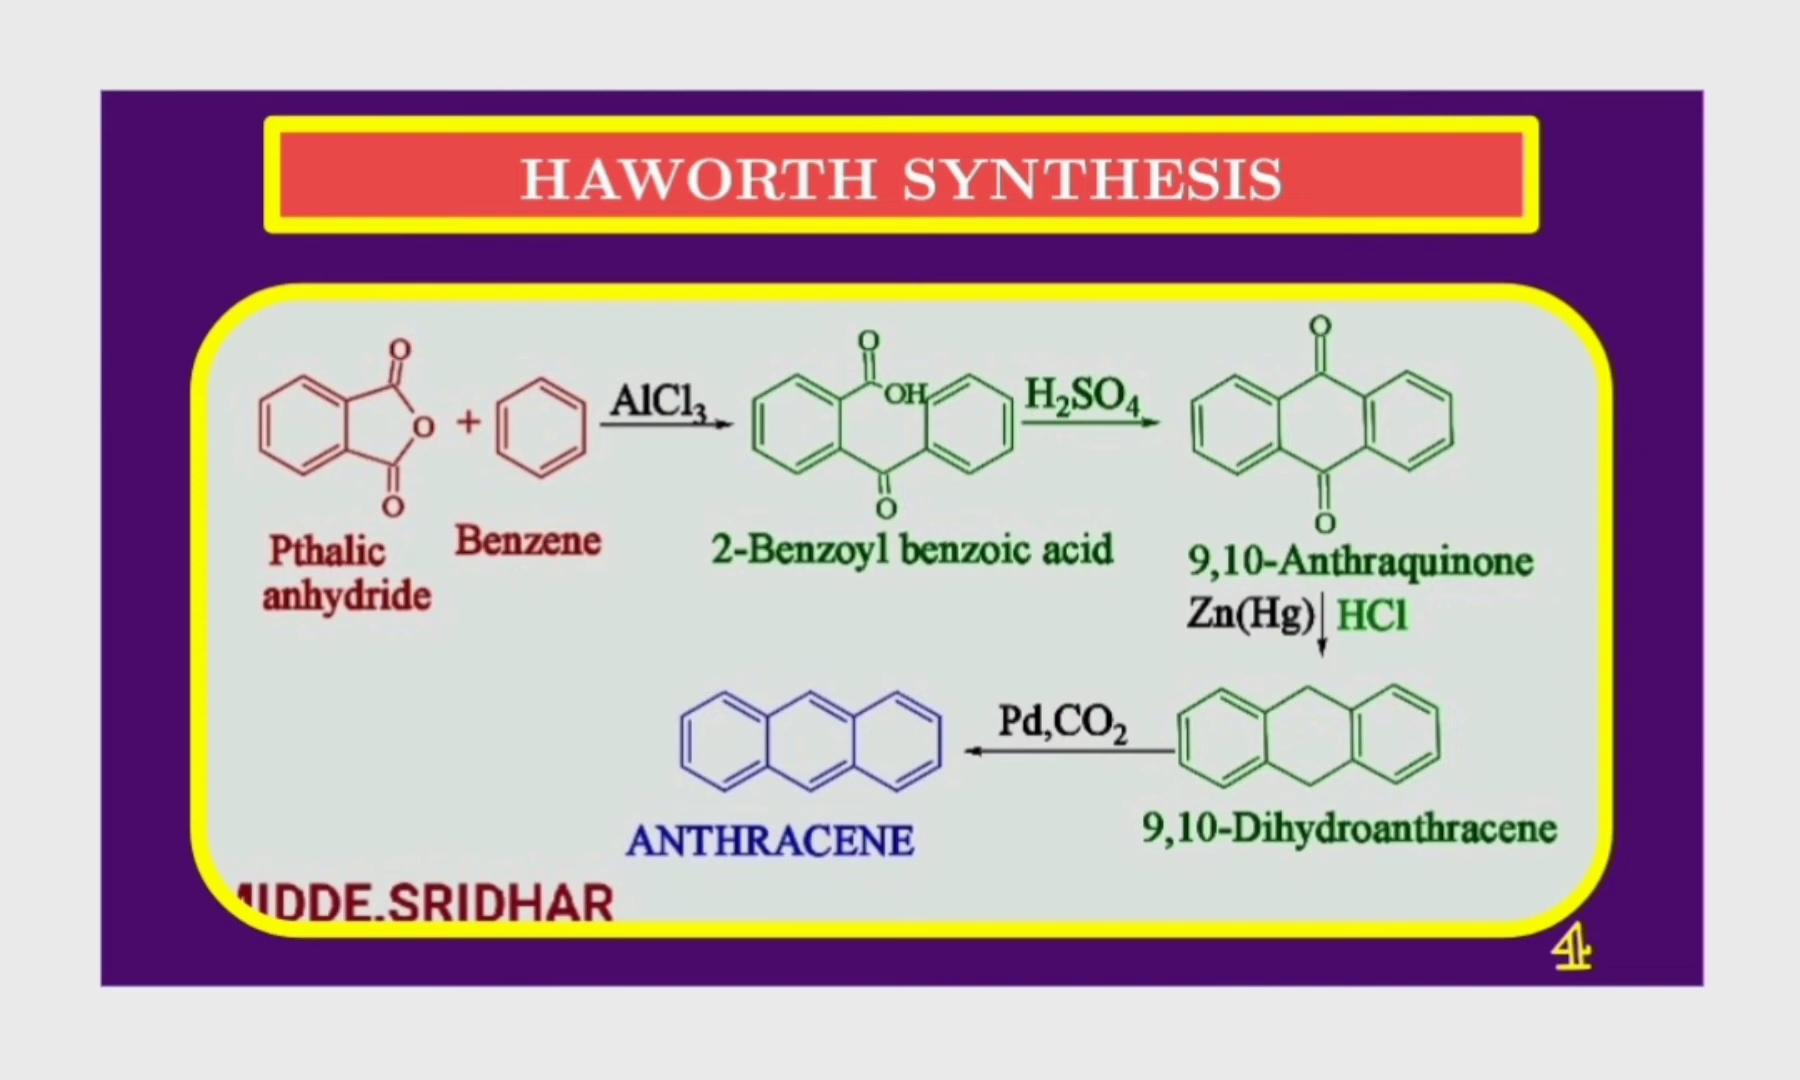 HAWORTH SYNTHESIS
O
O
O
+
AlCl₃
O
OH
O
H₂SO₄
O
O
Pthalic
anhydride
Benzene
2-Benzoyl benzoic acid
9,10-Anthraquinone
Zn(Hg)
HCl
Pd,CO₂
ANTHRACENE
9,10-Dihydroanthracene
MIDDE.SRIDHAR
4